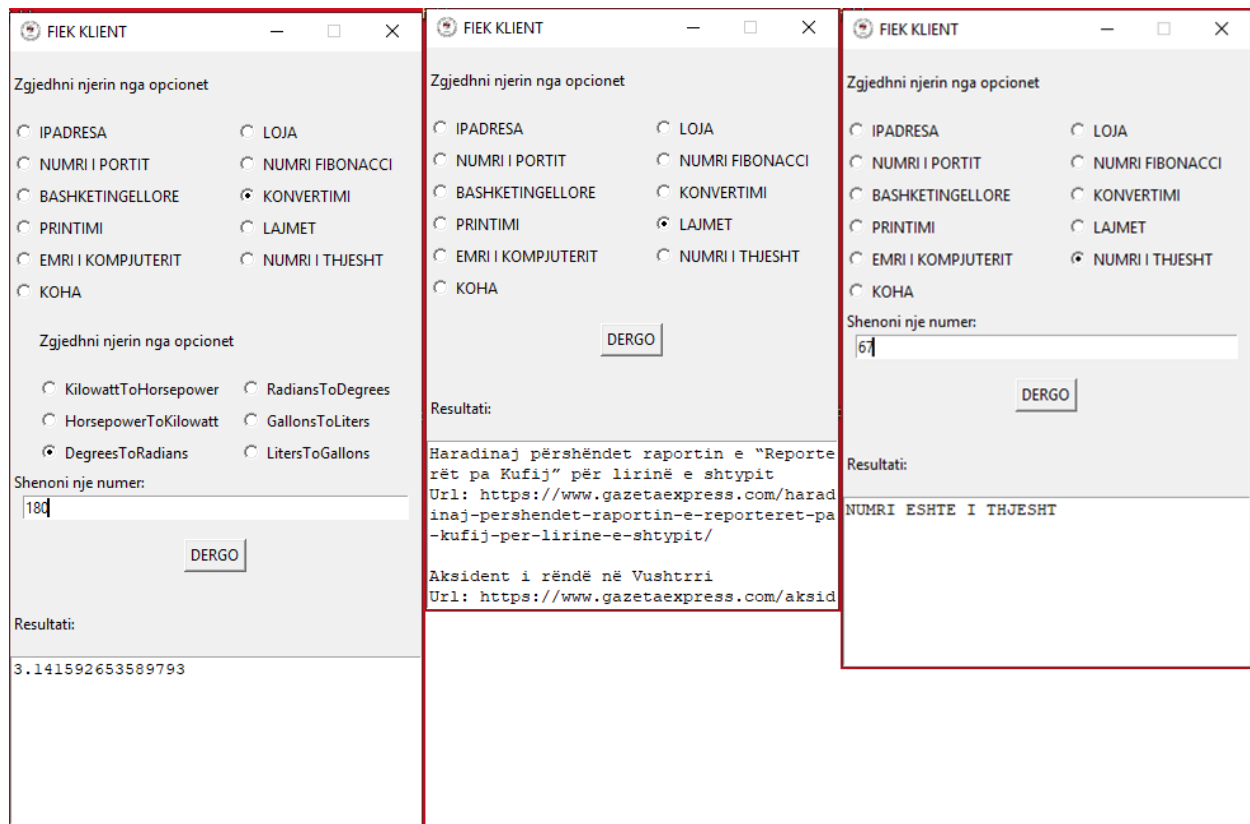 FIEK KLIENT
Zgjedhni njerin nga opcionet
IPADRESA
LOJA
NUMRI I PORTIT
NUMRI FIBONACCI
BASHKETINGELLORE
KONVERTIMI
PRINTIMI
LAJMET
EMRI I KOMPJUTERIT
NUMRI I THJESHT
KOHA
Zgjedhni njerin nga opcionet
KilowattToHorsepower
RadiansToDegrees
HorsepowerToKilowatt
GallonsToLiters
DegreesToRadians
LitersToGallons
Shenoni nje numer:
180
DERGO
Resultati:
3.141592653589793
FIEK KLIENT
Zgjedhni njerin nga opcionet
IPADRESA
LOJA
NUMRI I PORTIT
NUMRI FIBONACCI
BASHKETINGELLORE
KONVERTIMI
PRINTIMI
LAJMET
EMRI I KOMPJUTERIT
NUMRI I THJESHT
KOHA
DERGO
Resultati:
Haradinaj përshëndet raportin e “Reporte
rët pa Kufij” për lirinë e shtypit
Url: https://www.gazetaexpress.com/harad
inaj-pershendet-raportin-e-reporteret-pa
-kufij-per-lirine-e-shtypit/
Aksident i rëndë në Vushtrri
Url: https://www.gazetaexpress.com/aksid
FIEK KLIENT
Zgjedhni njerin nga opcionet
IPADRESA
LOJA
NUMRI I PORTIT
NUMRI FIBONACCI
BASHKETINGELLORE
KONVERTIMI
PRINTIMI
LAJMET
EMRI I KOMPJUTERIT
NUMRI I THJESHT
KOHA
Shenoni nje numer:
67
DERGO
Resultati:
NUMRI ESHTE I THJESHT